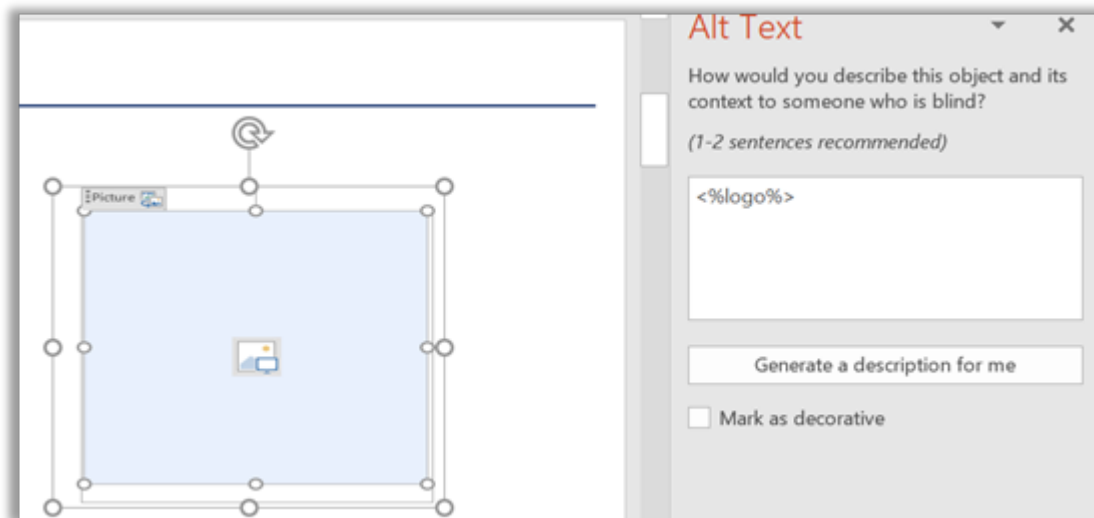 Alt Text
How would you describe this object and its
context to someone who is blind?
(1-2 sentences recommended)
Picture
<%logo%>
Generate a description for me
Mark as decorative